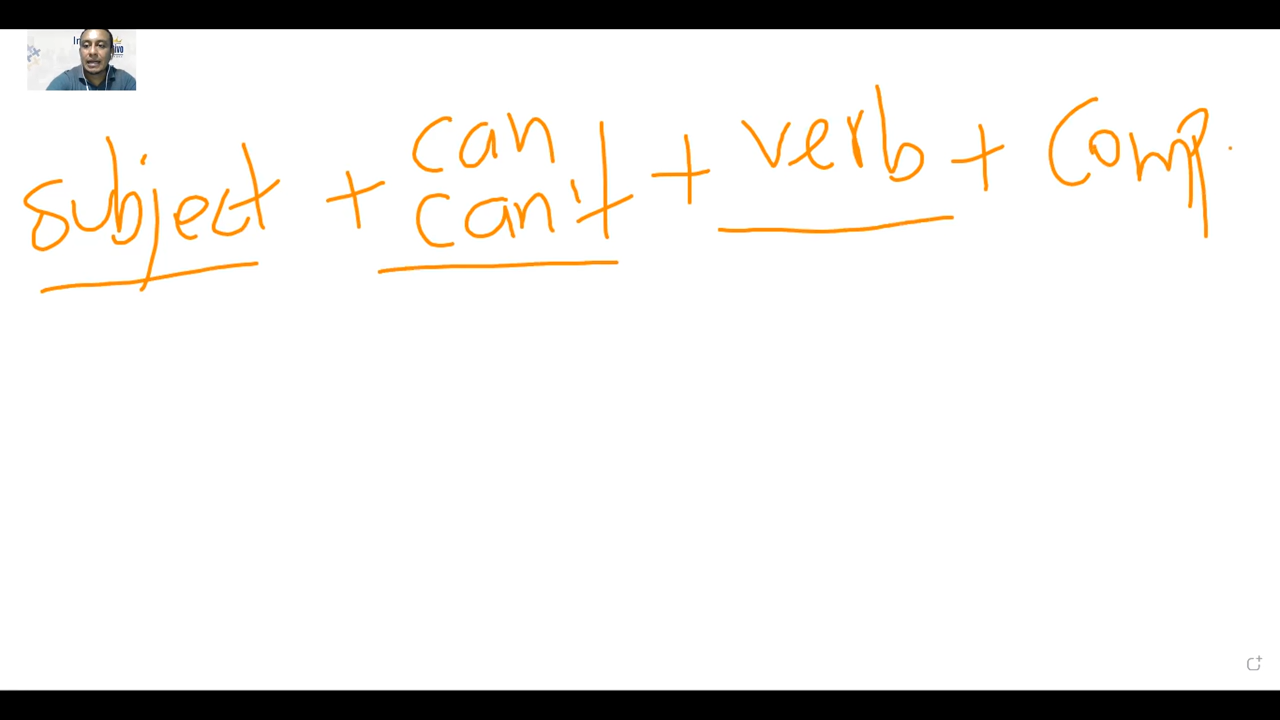 subject + can + verb + Comp.
can't